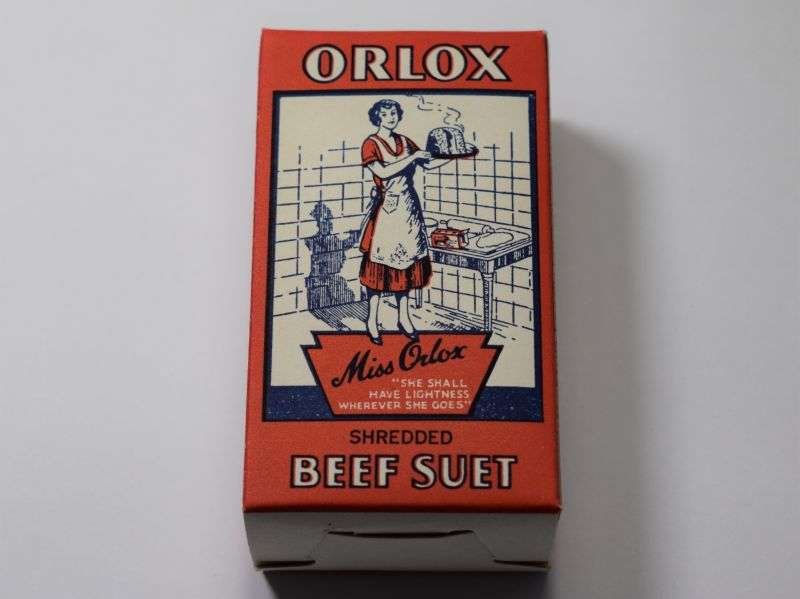 ORLOX
Miss Orlox
"SHE SHALL
HAVE LIGHTNESS
WHEREVER SHE GOES"
SHREDDED
BEEF SUET